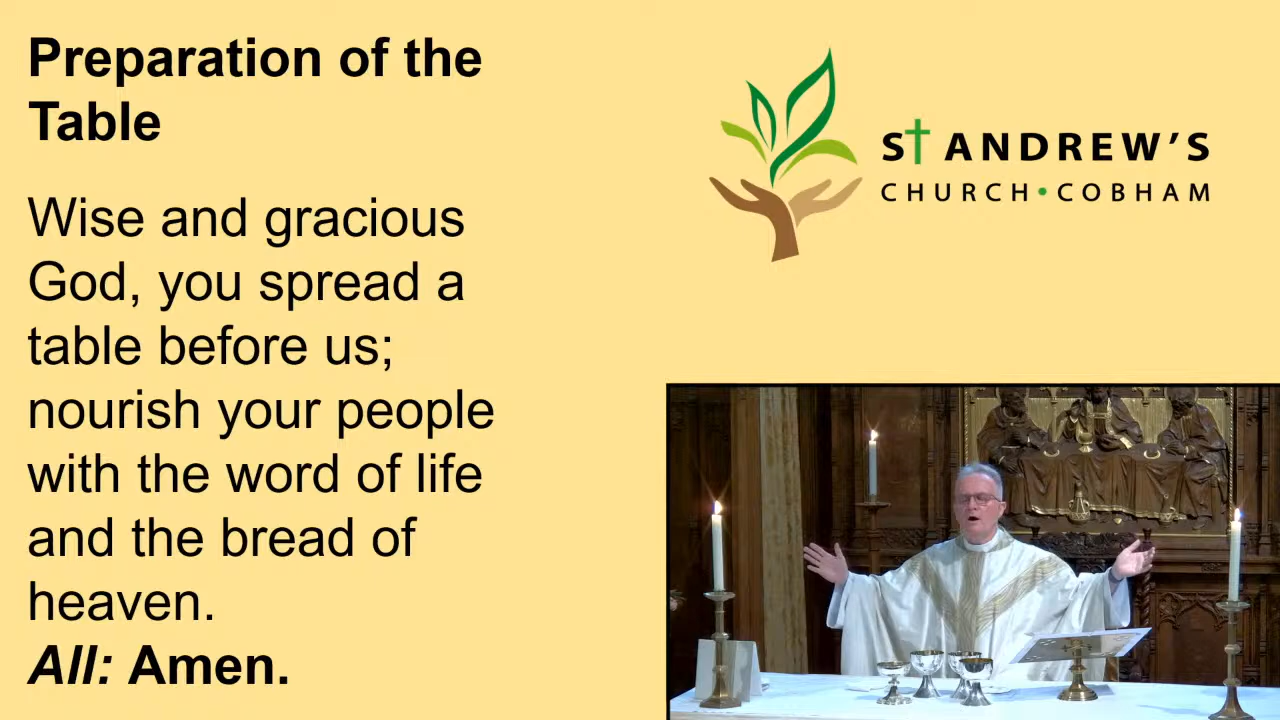 Preparation of the
Table
Wise and gracious
God, you spread a
table before us;
nourish your people
with the word of life
and the bread of
heaven.
All: Amen.
St ANDREW'S
CHURCH•COBHAM